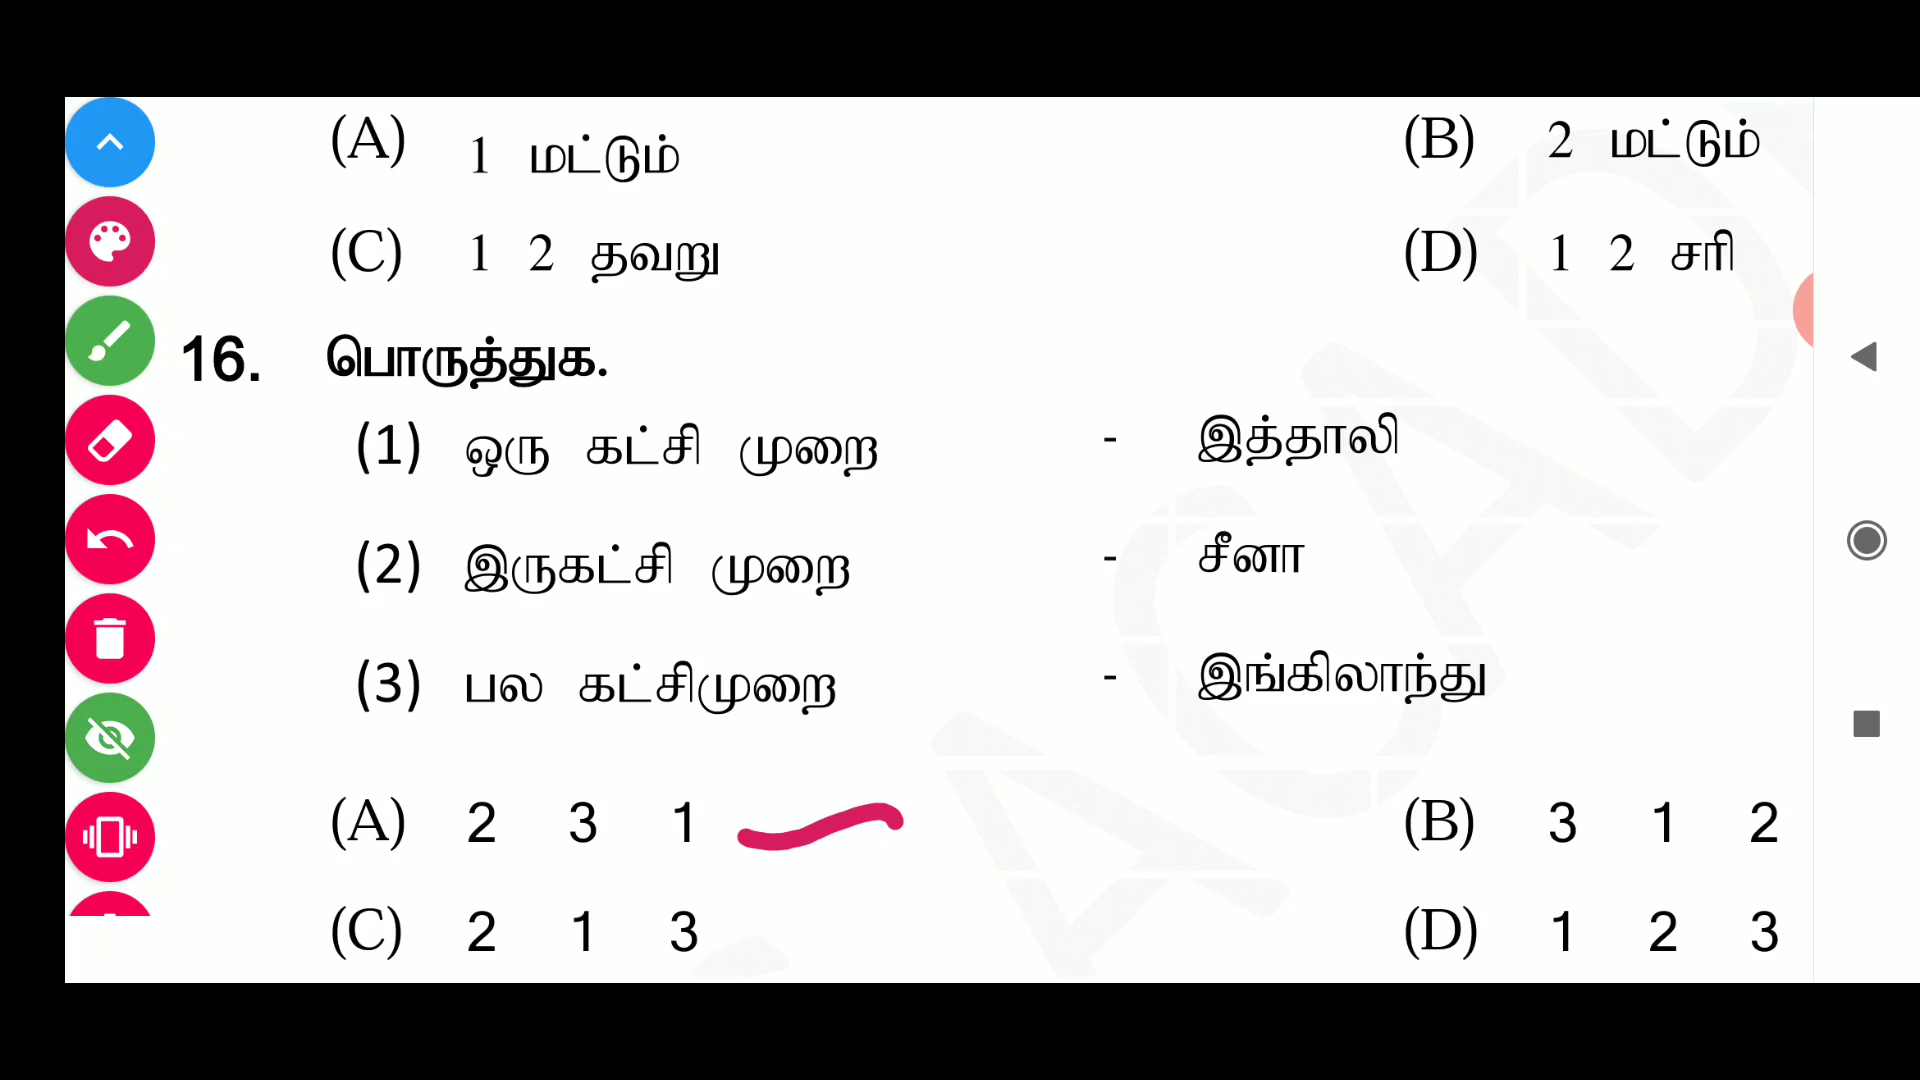 (A) 1 மட்டும் (B) 2 மட்டும்
(C) 1 2 தவறு (D) 1 2 சரி
16. பொருத்துக.
(1) ஒரு கட்சி முறை - இத்தாலி
(2) இருகட்சி முறை - சீனா
(3) பல கட்சிமுறை - இங்கிலாந்து
(A) 2 3 1 (B) 3 1 2
(C) 2 1 3 (D) 1 2 3